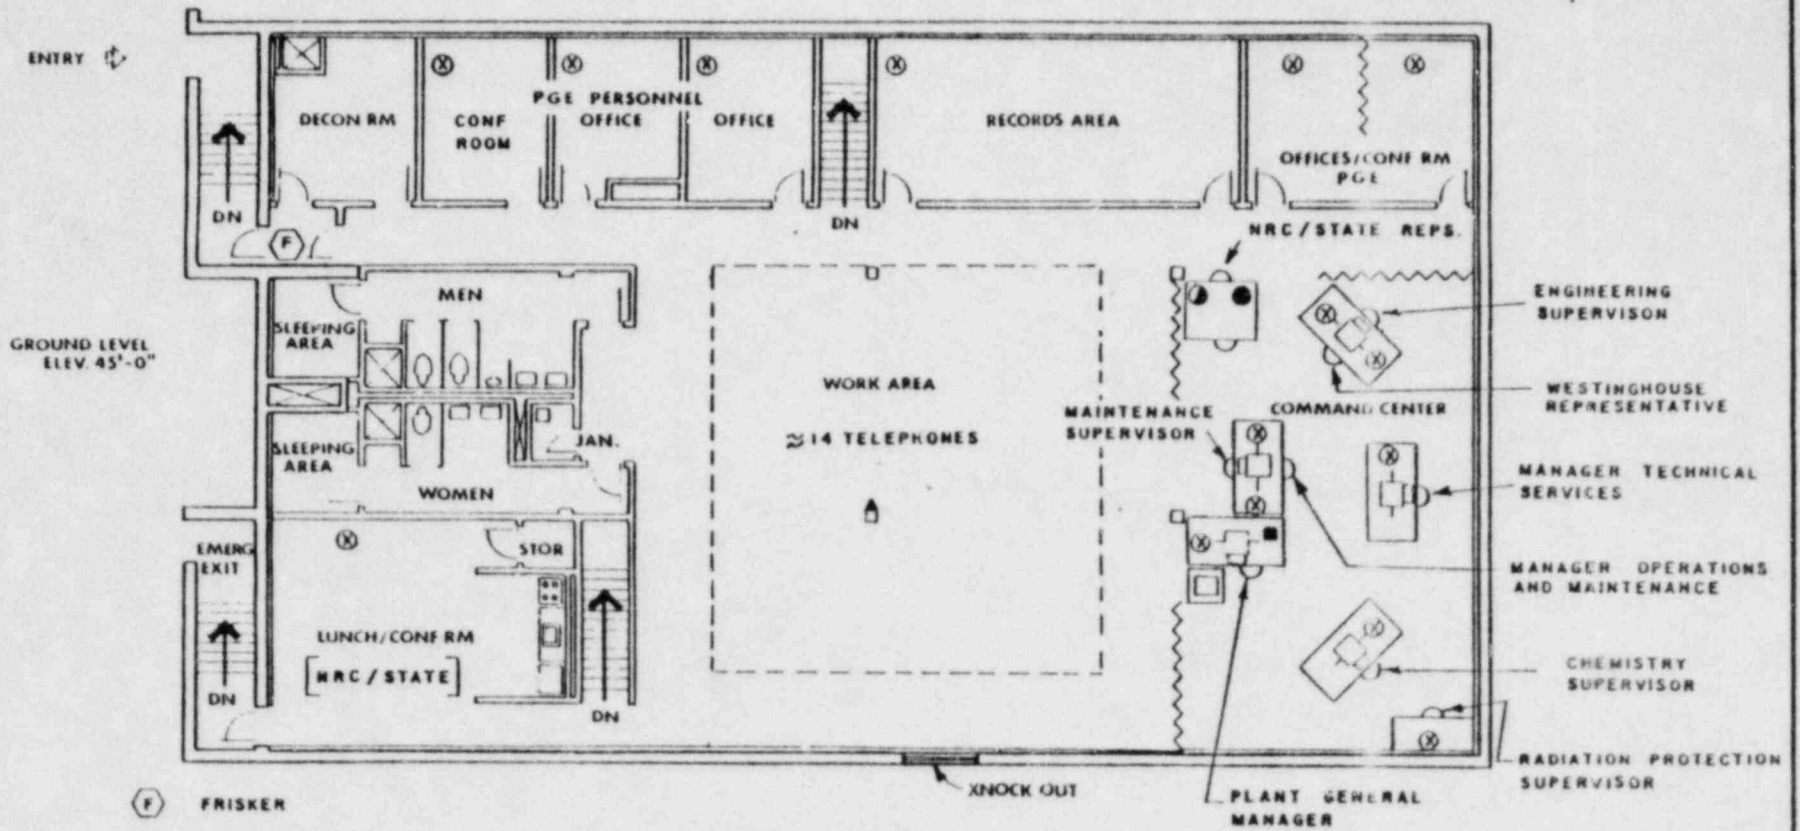 ENTRY
DECON RM
CONF
ROOM
PGE PERSONNEL
OFFICE
OFFICE
RECORDS AREA
OFFICES/CONF RM
PGE
DN
DN
F
NRC/STATE REPS.
MEN
SLEEPING
AREA
GROUND LEVEL
ELEV. 45'-0"
ENGINEERING
SUPERVISOR
WORK AREA
≈14 TELEPHONES
MAINTENANCE
SUPERVISOR
COMMAND CENTER
WESTINGHOUSE
REPRESENTATIVE
JAN.
SLEEPING
AREA
WOMEN
MANAGER TECHNICAL
SERVICES
EMERG
EXIT
STOR
MANAGER OPERATIONS
AND MAINTENANCE
LUNCH/CONF RM
[NRC/STATE]
DN
DN
CHEMISTRY
SUPERVISOR
RADIATION PROTECTION
SUPERVISOR
KNOCK OUT
PLANT GENERAL
MANAGER
F FRISKER